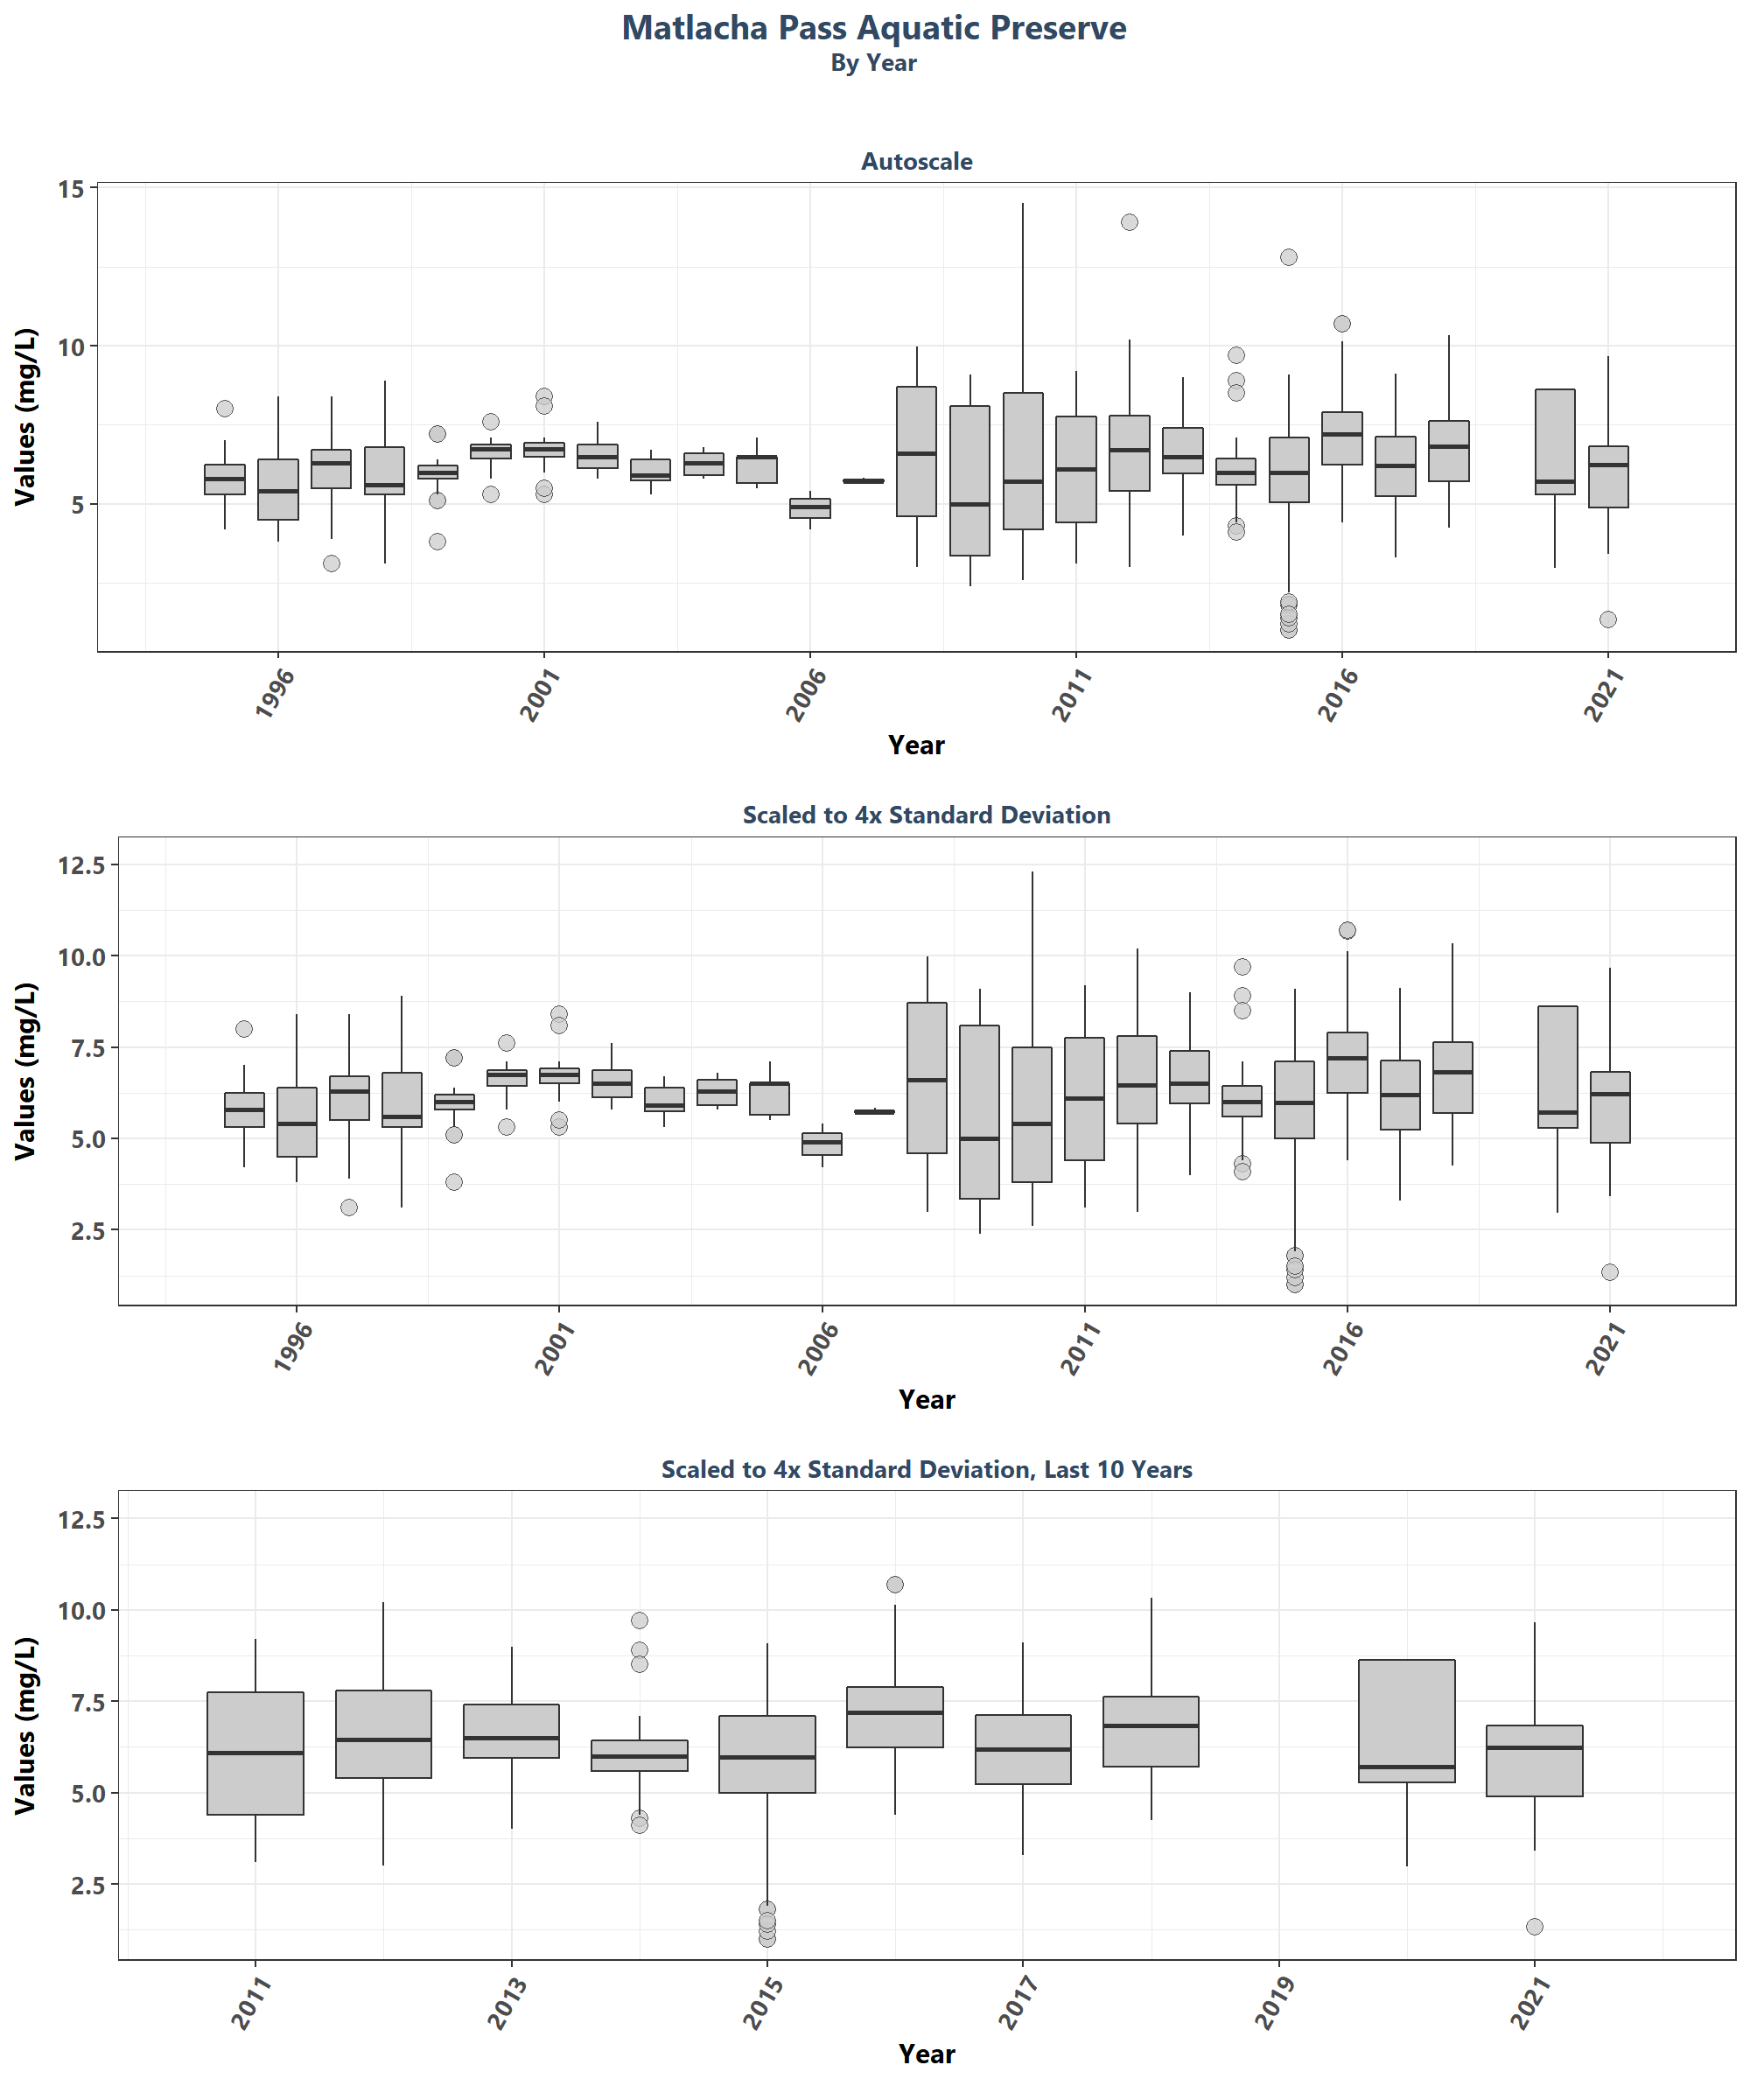 Matlacha Pass Aquatic Preserve
By Year
Autoscale
15
10
5
Values (mg/L)
1996
2001
2006
2011
2016
2021
Year
Scaled to 4x Standard Deviation
12.5
10.0
7.5
5.0
2.5
Values (mg/L)
1996
2001
2006
2011
2016
2021
Year
Scaled to 4x Standard Deviation, Last 10 Years
12.5
10.0
7.5
5.0
2.5
Values (mg/L)
2011
2013
2015
2017
2019
2021
Year